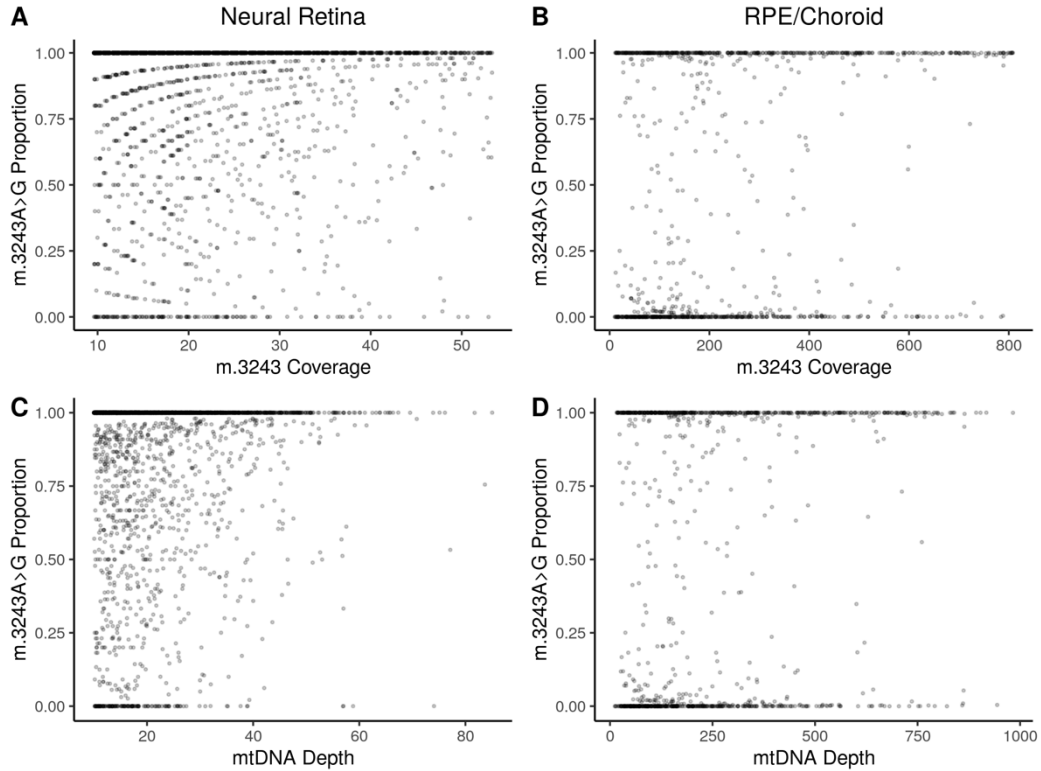 A Neural Retina
B RPE/Choroid
m.3243A>G Proportion
1.00
0.75
0.50
0.25
0.00
10 20 30 40 50
m.3243 Coverage
m.3243A>G Proportion
1.00
0.75
0.50
0.25
0.00
0 200 400 600 800
m.3243 Coverage
C
m.3243A>G Proportion
1.00
0.75
0.50
0.25
0.00
20 40 60 80
mtDNA Depth
D
m.3243A>G Proportion
1.00
0.75
0.50
0.25
0.00
0 250 500 750 1000
mtDNA Depth